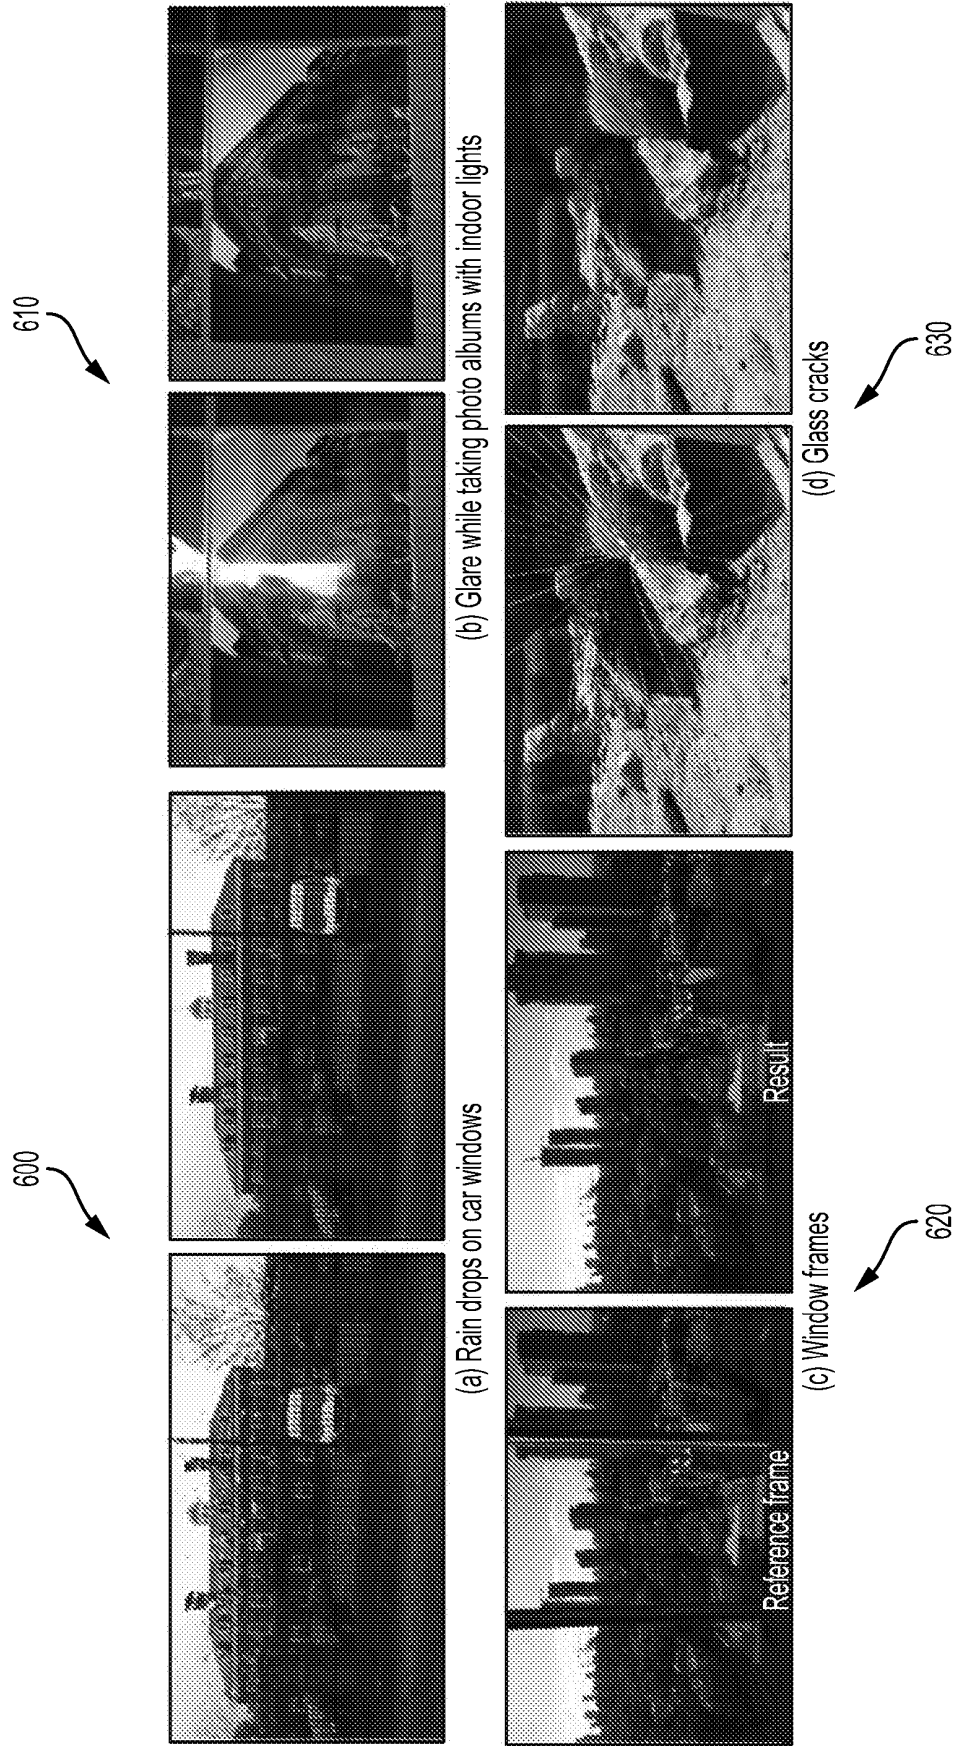 600
610
(a) Rain drops on car windows
(b) Glare while taking photo albums with indoor lights
Reference frame
Result
(c) Window frames
(d) Glass cracks
620
630